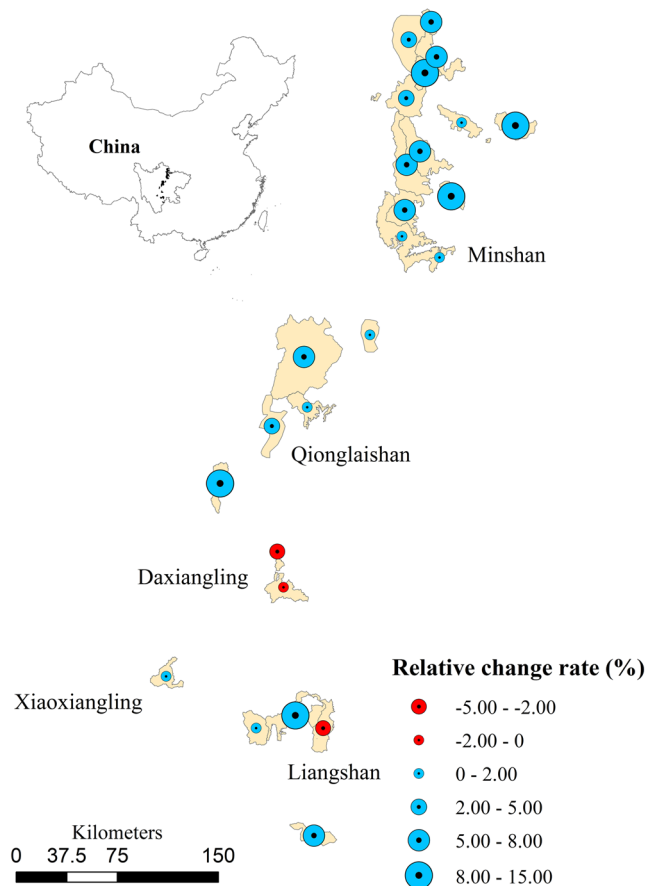 China
Minshan
Qionglaishan
Daxiangling
Xiaoxiangling
Liangshan
Relative change rate (%)
-5.00 - -2.00
-2.00 - 0
0 - 2.00
2.00 - 5.00
5.00 - 8.00
8.00 - 15.00
Kilometers
0 37.5 75 150